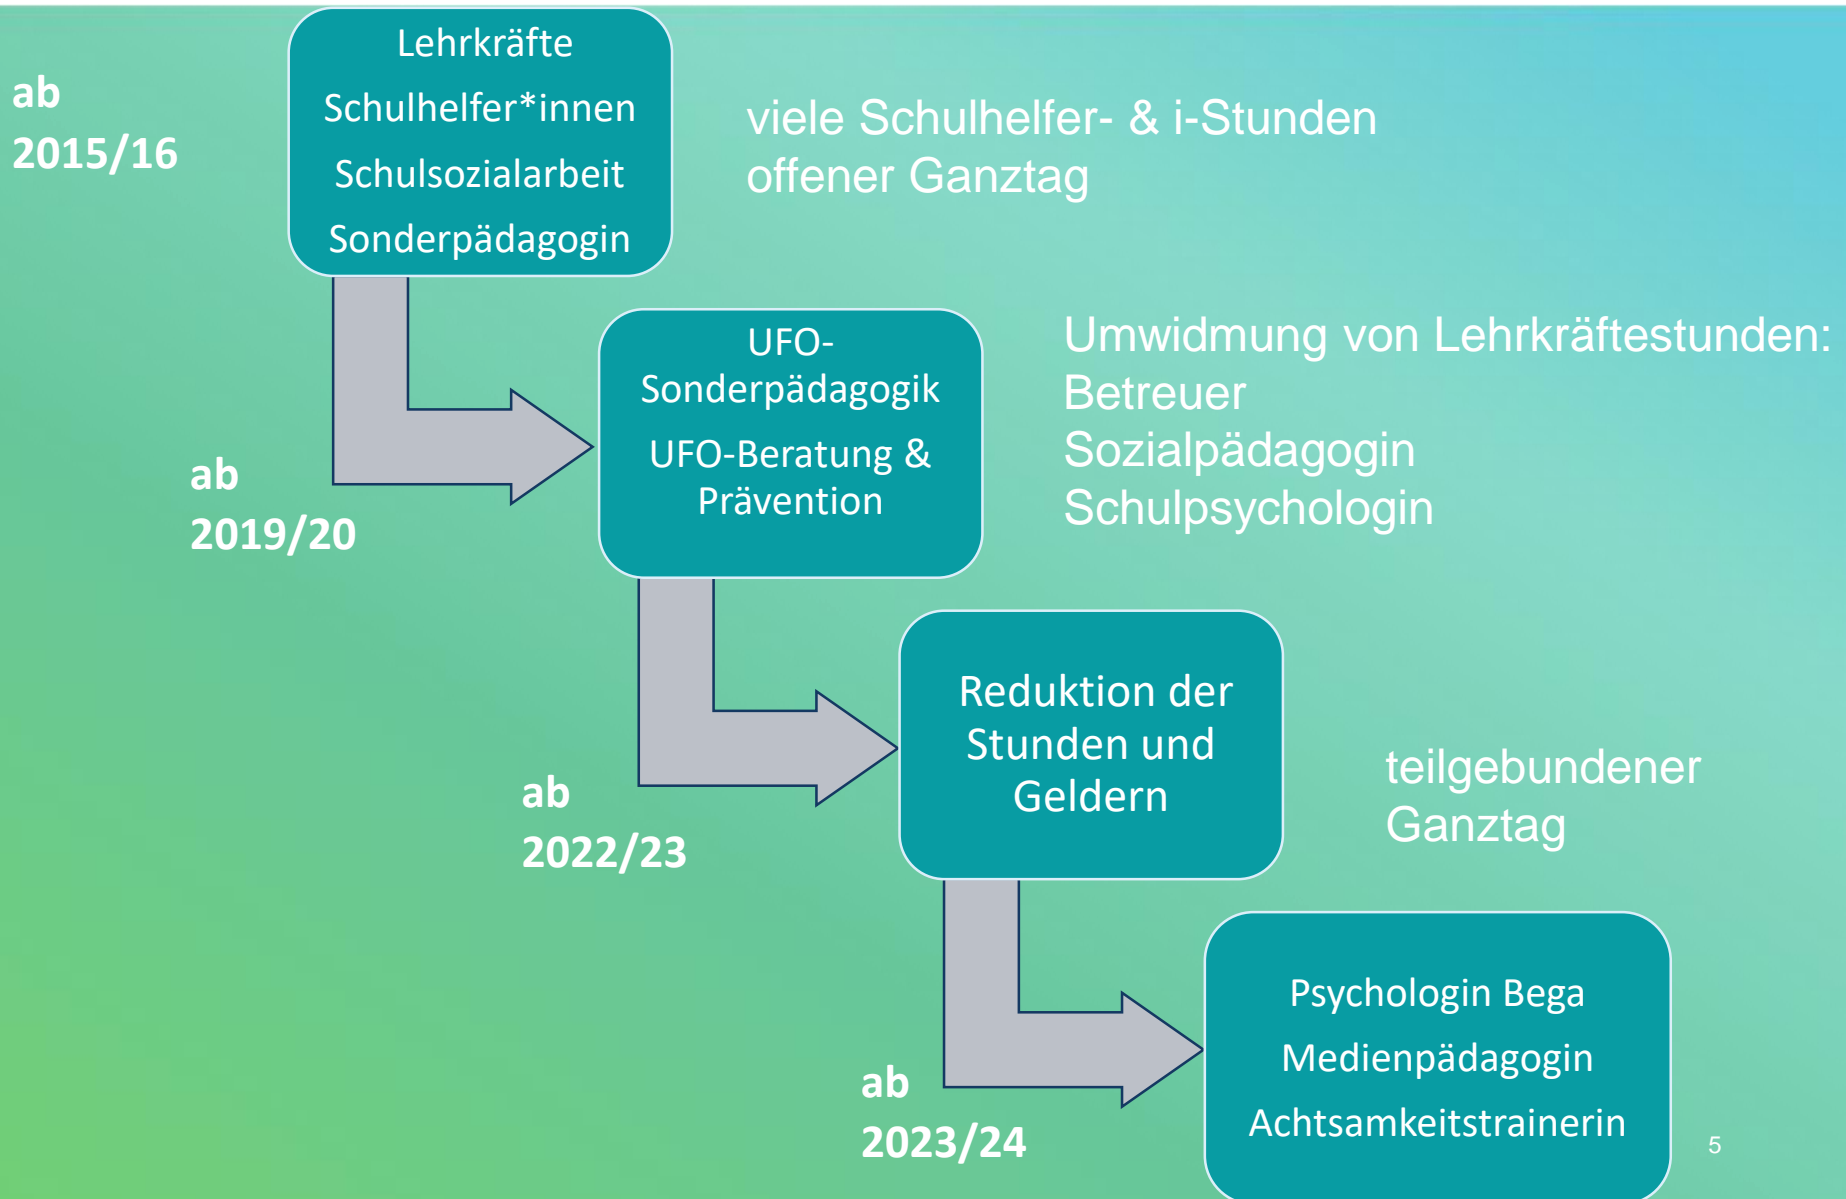 ab
2015/16
Lehrkräfte
Schulhelfer*innen
Schulsozialarbeit
Sonderpädagogin
viele Schulhelfer- & i-Stunden
offener Ganztag
ab
2019/20
UFO-
Sonderpädagogik
UFO-Beratung &
Prävention
Umwidmung von Lehrkräftestunden:
Betreuer
Sozialpädagogin
Schulpsychologin
ab
2022/23
Reduktion der
Stunden und
Geldern
teilgebundener
Ganztag
ab
2023/24
Psychologin Bega
Medienpädagogin
Achtsamkeitstrainerin
5